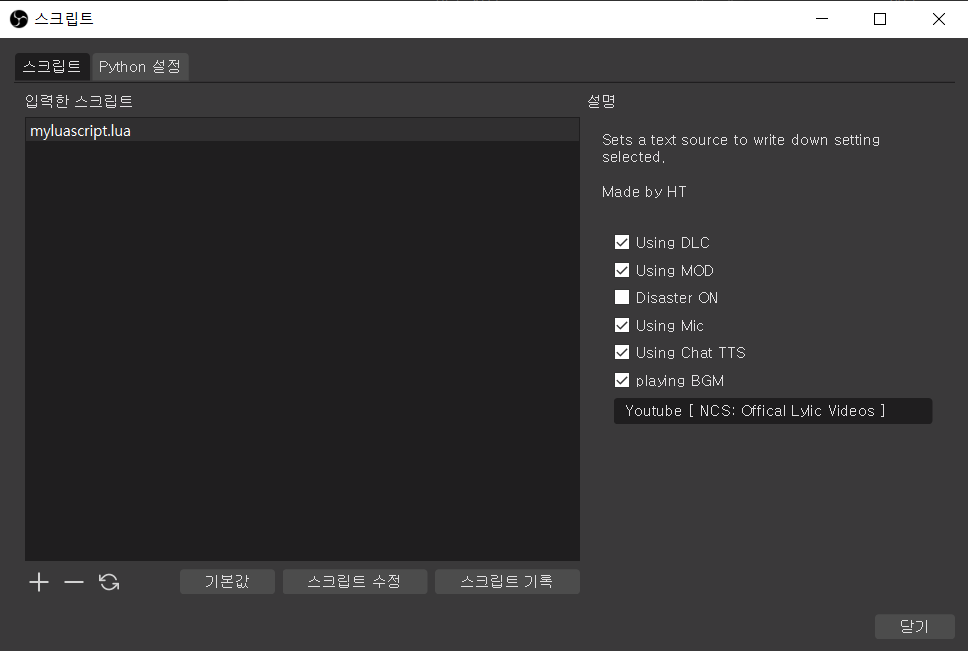 스크립트
스크립트 Python 설정
입력한 스크립트
myluascript.lua
설명
Sets a text source to write down setting
selected.
Made by HT
Using DLC
Using MOD
Disaster ON
Using Mic
Using Chat TTS
playing BGM
Youtube [ NCS: Offical Lylic Videos ]
기본값 스크립트 수정 스크립트 기록
닫기